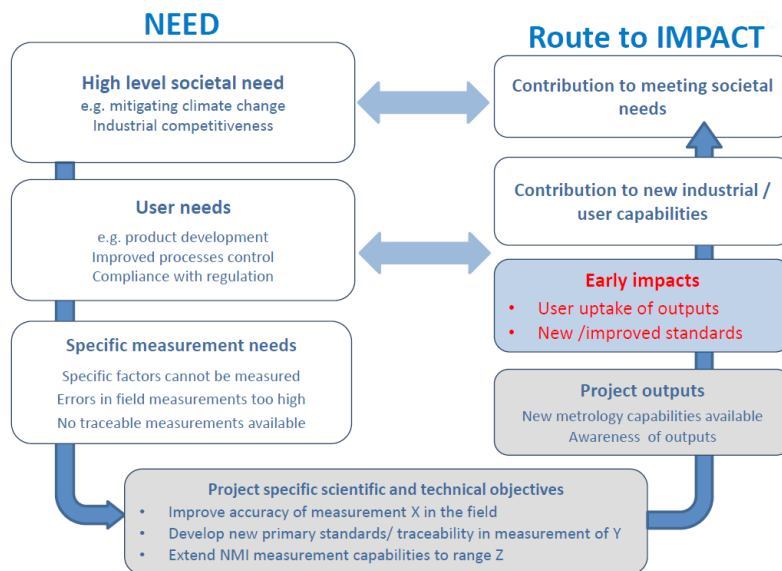 NEED
High level societal need
e.g. mitigating climate change
Industrial competitiveness
User needs
e.g. product development
Improved processes control
Compliance with regulation
Specific measurement needs
Specific factors cannot be measured
Errors in field measurements too high
No traceable measurements available
Project specific scientific and technical objectives
• Improve accuracy of measurement X in the field
• Develop new primary standards/ traceability in measurement of Y
• Extend NMI measurement capabilities to range Z
Route to IMPACT
Contribution to meeting societal
needs
Contribution to new industrial /
user capabilities
Early impacts
• User uptake of outputs
• New /improved standards
Project outputs
New metrology capabilities available
Awareness of outputs